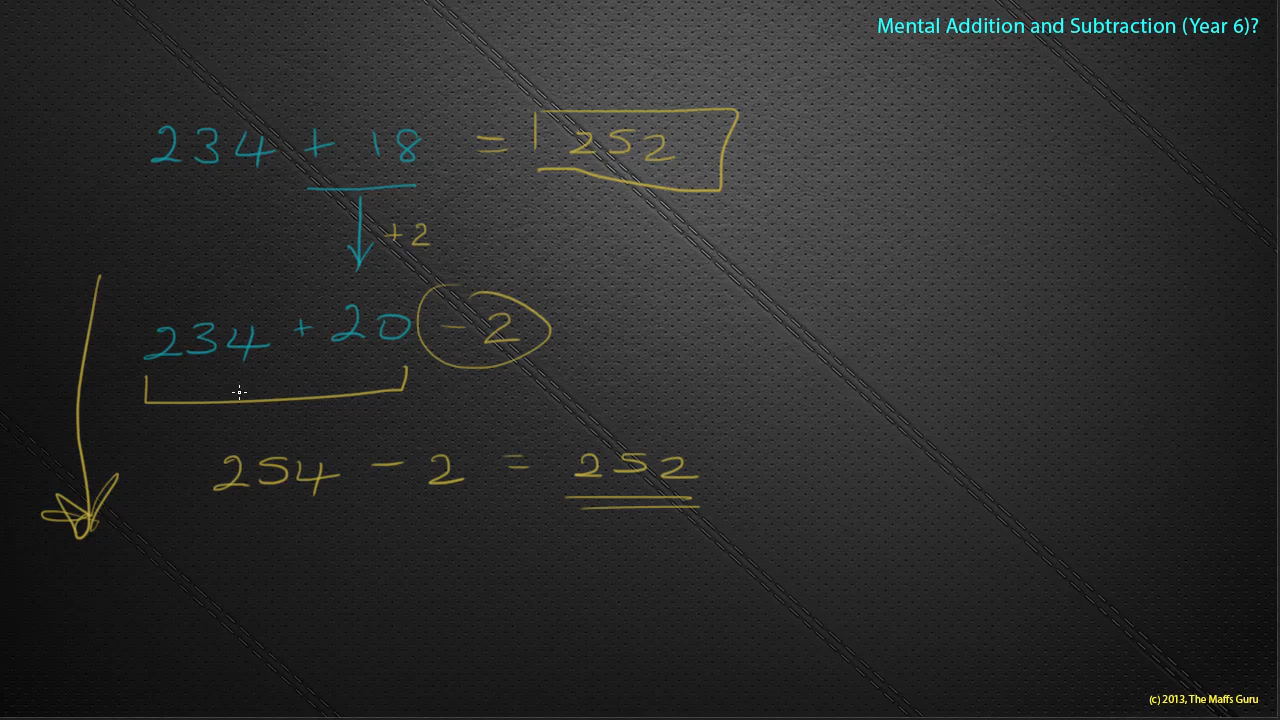 Mental Addition and Subtraction (Year 6)?
234 + 18 = 252
+2
234 + 20 - 2
254 - 2 = 252
(c) 2013, The Maffs Guru